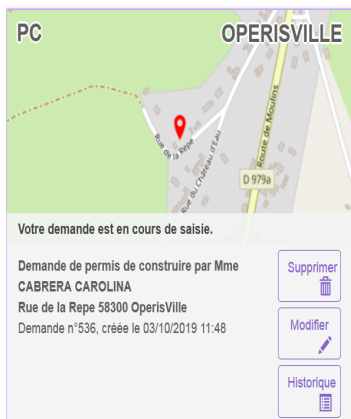 PC OPERISVILLE
Rue de la Repe
Rue du Château d'Eau
Route de Moulins
D 979a
Votre demande est en cours de saisie.
Demande de permis de construire par Mme
CABRERA CAROLINA
Rue de la Repe 58300 OperisVille
Demande n°536, créée le 03/10/2019 11:48
Supprimer
Modifier
Historique